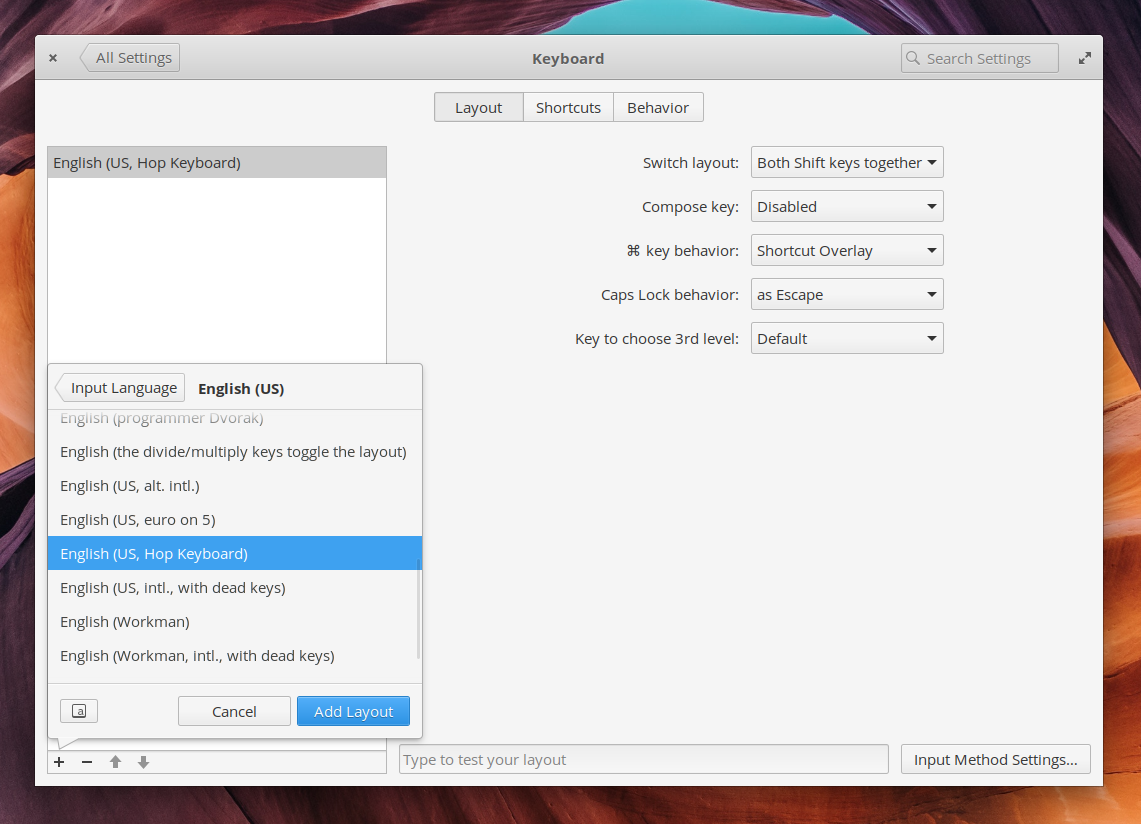 All Settings
Keyboard
Search Settings
Layout
Shortcuts
Behavior
English (US, Hop Keyboard)
Switch layout: Both Shift keys together
Compose key: Disabled
⌘ key behavior: Shortcut Overlay
Caps Lock behavior: as Escape
Key to choose 3rd level: Default
Input Language
English (US)
English (programmer Dvorak)
English (the divide/multiply keys toggle the layout)
English (US, alt. intl.)
English (US, euro on 5)
English (US, Hop Keyboard)
English (US, intl., with dead keys)
English (Workman)
English (Workman, intl., with dead keys)
a
Cancel
Add Layout
Type to test your layout
Input Method Settings...